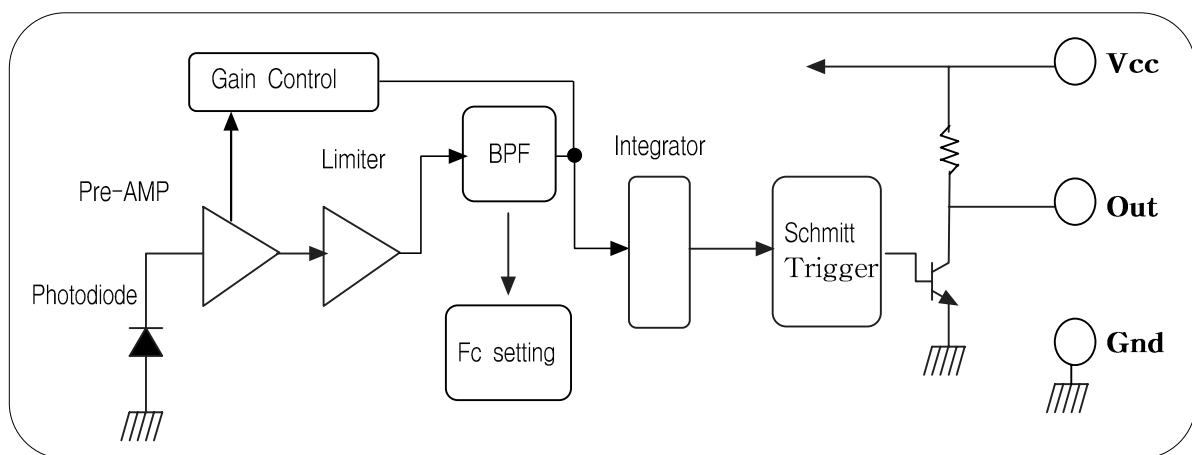 Gain Control
Vcc
Limiter
BPF
Integrator
Pre-AMP
Out
Schmitt
Trigger
Photodiode
Fc setting
Gnd